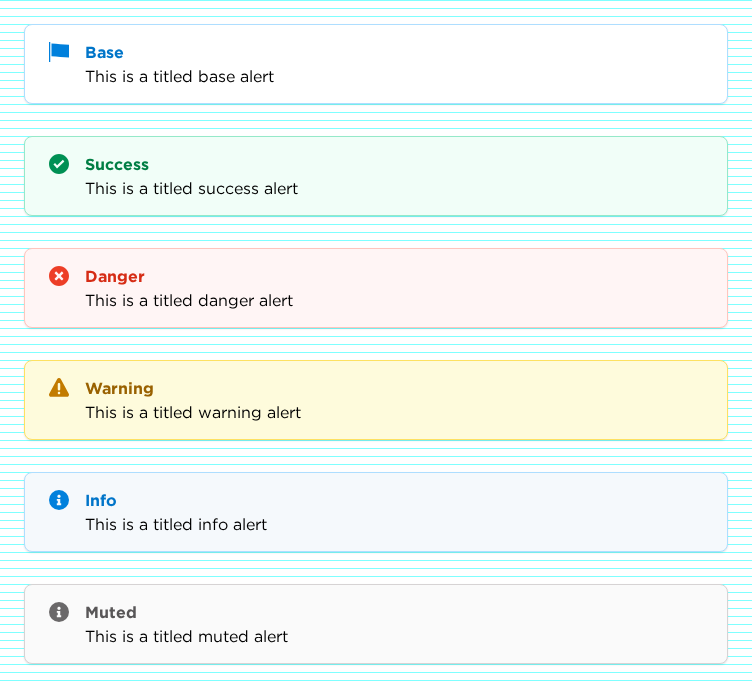 Base
This is a titled base alert
Success
This is a titled success alert
Danger
This is a titled danger alert
Warning
This is a titled warning alert
Info
This is a titled info alert
Muted
This is a titled muted alert